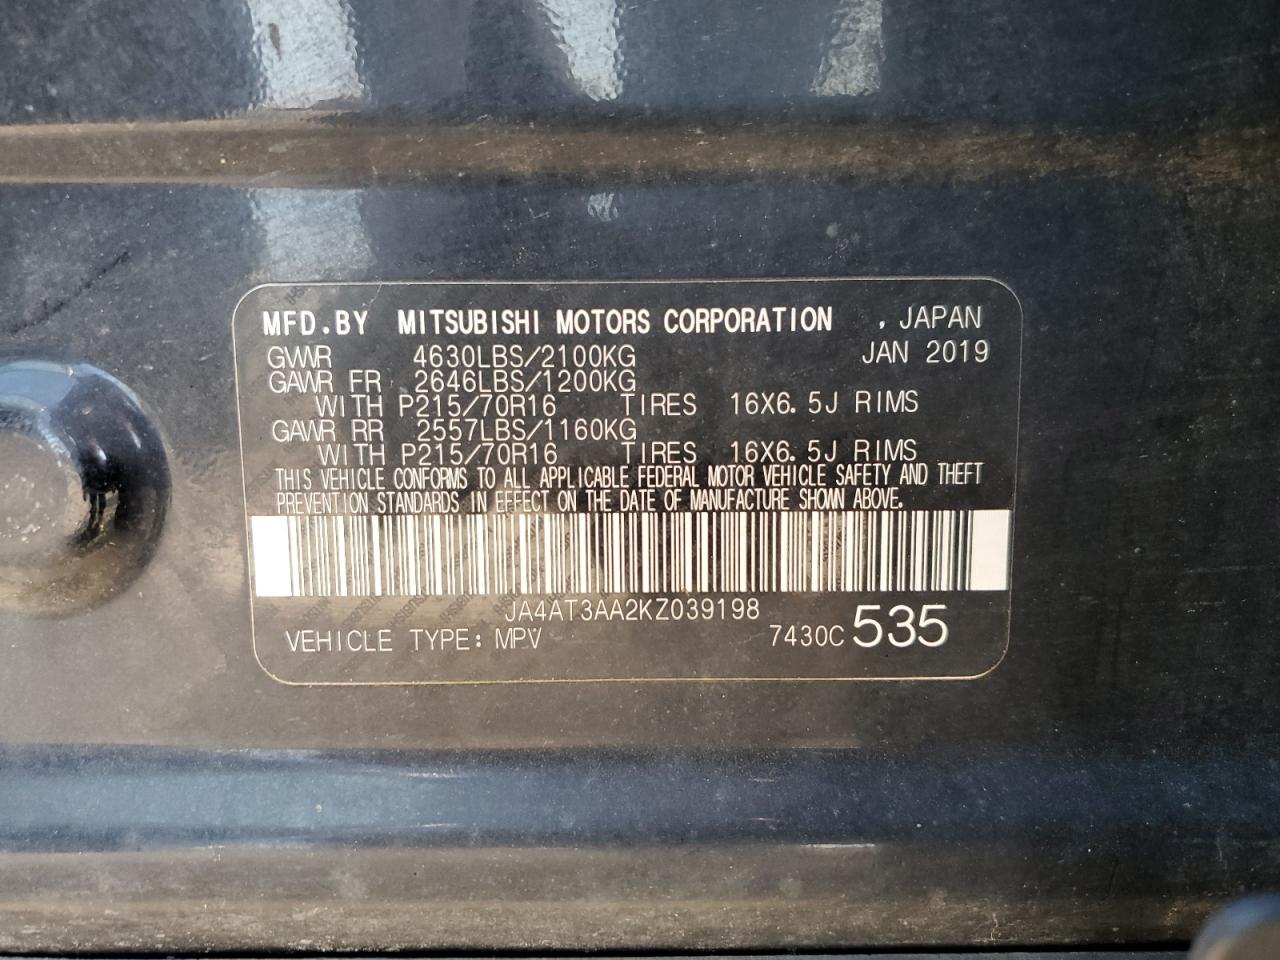 MFD.BY MITSUBISHI MOTORS CORPORATION , JAPAN
GVWR 4630LBS/2100KG JAN 2019
GAWR FR 2646LBS/1200KG
WITH P215/70R16 TIRES 16X6.5J RIMS
GAWR RR 2557LBS/1160KG
WITH P215/70R16 TIRES 16X6.5J RIMS
THIS VEHICLE CONFORMS TO ALL APPLICABLE FEDERAL MOTOR VEHICLE SAFETY AND THEFT
PREVENTION STANDARDS IN EFFECT ON THE DATE OF MANUFACTURE SHOWN ABOVE.
JA4AT3AA2KZ039198
VEHICLE TYPE: MPV 7430C 535